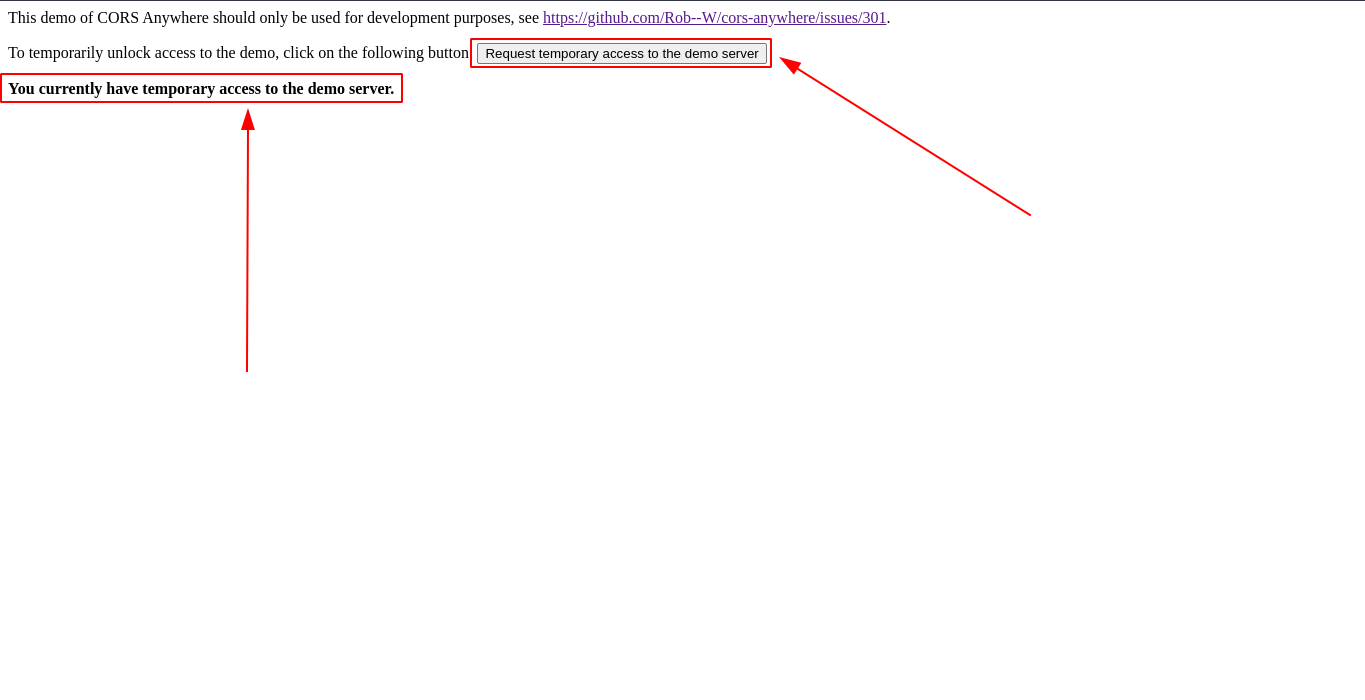 This demo of CORS Anywhere should only be used for development purposes, see https://github.com/Rob--W/cors-anywhere/issues/301.
To temporarily unlock access to the demo, click on the following button Request temporary access to the demo server
You currently have temporary access to the demo server.